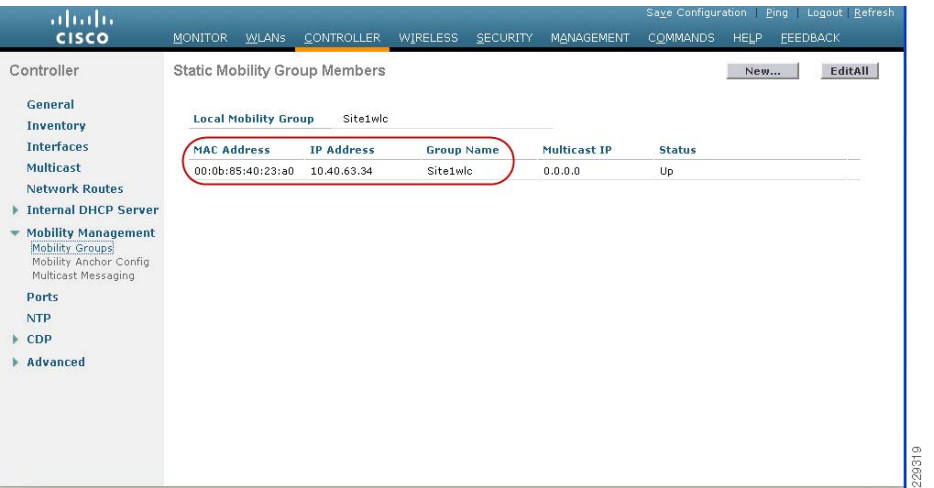 Save Configuration | Ping | Logout | Refresh
CISCO
MONITOR WLANs CONTROLLER WIRELESS SECURITY MANAGEMENT COMMANDS HELP FEEDBACK
Controller
General
Inventory
Interfaces
Multicast
Network Routes
Internal DHCP Server
Mobility Management
Mobility Groups
Mobility Anchor Config
Multicast Messaging
Ports
NTP
CDP
Advanced
Static Mobility Group Members
New...
EditAll
Local Mobility Group Site1wlc
MAC Address IP Address Group Name Multicast IP Status
00:0b:85:40:23:a0 10.40.63.34 Site1wlc 0.0.0.0 Up
229319